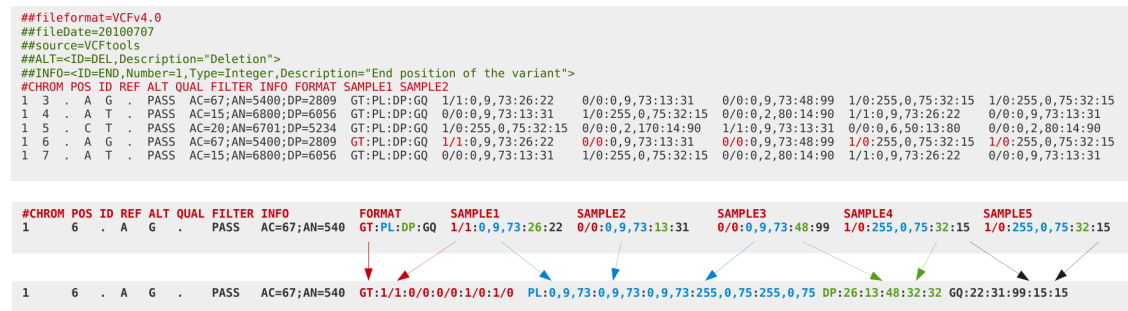 ##fileformat=VCFv4.0
##fileDate=20100707
##source=VCFtools
##ALT=<ID=DEL,Description="Deletion">
##INFO=<ID=END,Number=1,Type=Integer,Description="End position of the variant">
#CHROM POS ID REF ALT QUAL FILTER INFO FORMAT SAMPLE1 SAMPLE2
1 3 . A G . PASS AC=67;AN=5400;DP=2809 GT:PL:DP:GQ 1/1:0,9,73:26:22 0/0:0,9,73:13:31 0/0:0,9,73:48:99 1/0:255,0,75:32:15 1/0:255,0,75:32:15
1 4 . A T . PASS AC=15;AN=6800;DP=6056 GT:PL:DP:GQ 0/0:0,9,73:13:31 1/0:255,0,75:32:15 0/0:0,2,80:14:90 1/1:0,9,73:26:22 0/0:0,9,73:13:31
1 5 . C T . PASS AC=20;AN=6701;DP=5234 GT:PL:DP:GQ 1/0:255,0,75:32:15 0/0:0,2,170:14:90 1/1:0,9,73:13:31 0/0:0,6,50:13:80 0/0:0,2,80:14:90
1 6 . A G . PASS AC=67;AN=5400;DP=2809 GT:PL:DP:GQ 1/1:0,9,73:26:22 0/0:0,9,73:13:31 0/0:0,9,73:48:99 1/0:255,0,75:32:15 1/0:255,0,75:32:15
1 7 . A T . PASS AC=15;AN=6800;DP=6056 GT:PL:DP:GQ 0/0:0,9,73:13:31 1/0:255,0,75:32:15 0/0:0,2,80:14:90 1/1:0,9,73:26:22 0/0:0,9,73:13:31
#CHROM POS ID REF ALT QUAL FILTER INFO FORMAT SAMPLE1 SAMPLE2 SAMPLE3 SAMPLE4 SAMPLE5
1 6 . A G . PASS AC=67;AN=540 GT:PL:DP:GQ 1/1:0,9,73:26:22 0/0:0,9,73:13:31 0/0:0,9,73:48:99 1/0:255,0,75:32:15 1/0:255,0,75:32:15
1 6 . A G . PASS AC=67;AN=540 GT:1/1:0/0:0/0:1/0:1/0 PL:0,9,73:0,9,73:0,9,73:255,0,75:255,0,75 DP:26:13:48:32:32 GQ:22:31:99:15:15